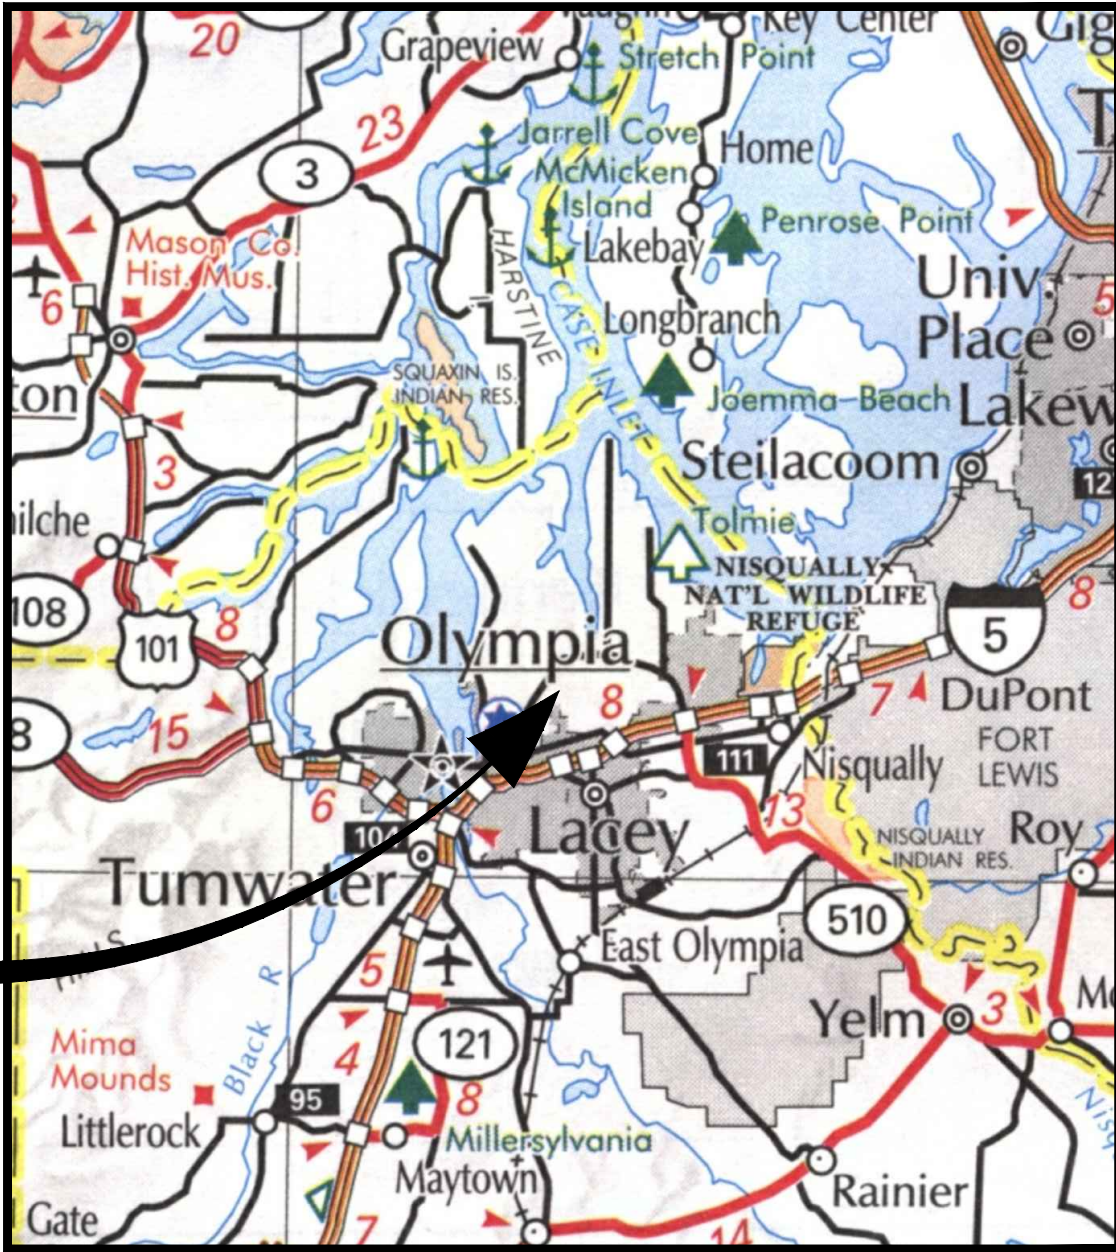 Vaughn
Key Center
Gig
20
3
Grapeview
Stretch Point
23
Jarrell Cove
Home
McMicken
Island
3
Penrose Point
Mason Co.
Hist. Mus.
HARSTINE
Lakebay
6
Univ.
Place
5
CASE INLET
Longbranch
SQUAXIN IS.
INDIAN RES.
Joemma Beach
ton
Lakew
Steilacoom
12
3
ilche
Tolmie
NISQUALLY
NAT'L WILDLIFE
REFUGE
108
8
8
101
5
Olympia
8
7
DuPont
8
15
FORT
LEWIS
111
Nisqually
6
13
104
Lacey
NISQUALLY
INDIAN RES.
Roy
Tumwater
510
East Olympia
5
Yelm
3
Black R
Mima
Mounds
4
121
95
8
Littlerock
Millersylvania
Maytown
Rainier
Gate
7
14